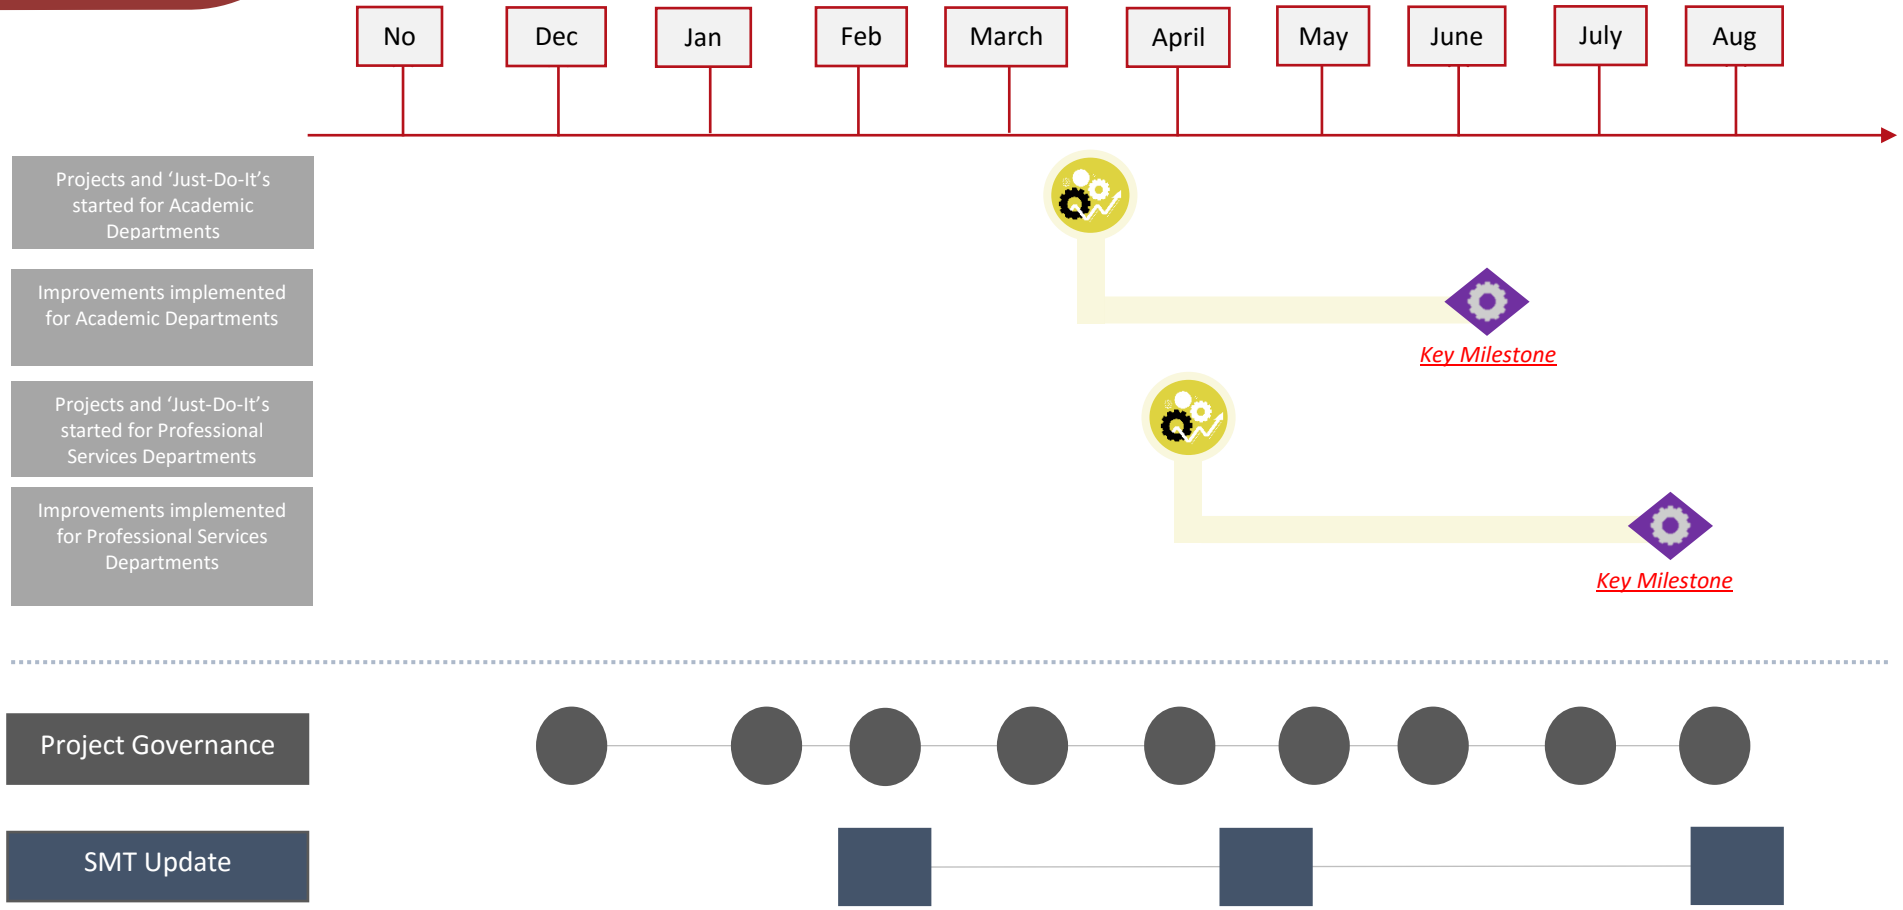 No
Dec
Jan
Feb
March
April
May
June
July
Aug
Projects and ‘Just-Do-It’s
started for Academic
Departments
Improvements implemented
for Academic Departments
Key Milestone
Projects and ‘Just-Do-It’s
started for Professional
Services Departments
Improvements implemented
for Professional Services
Departments
Key Milestone
Project Governance
SMT Update